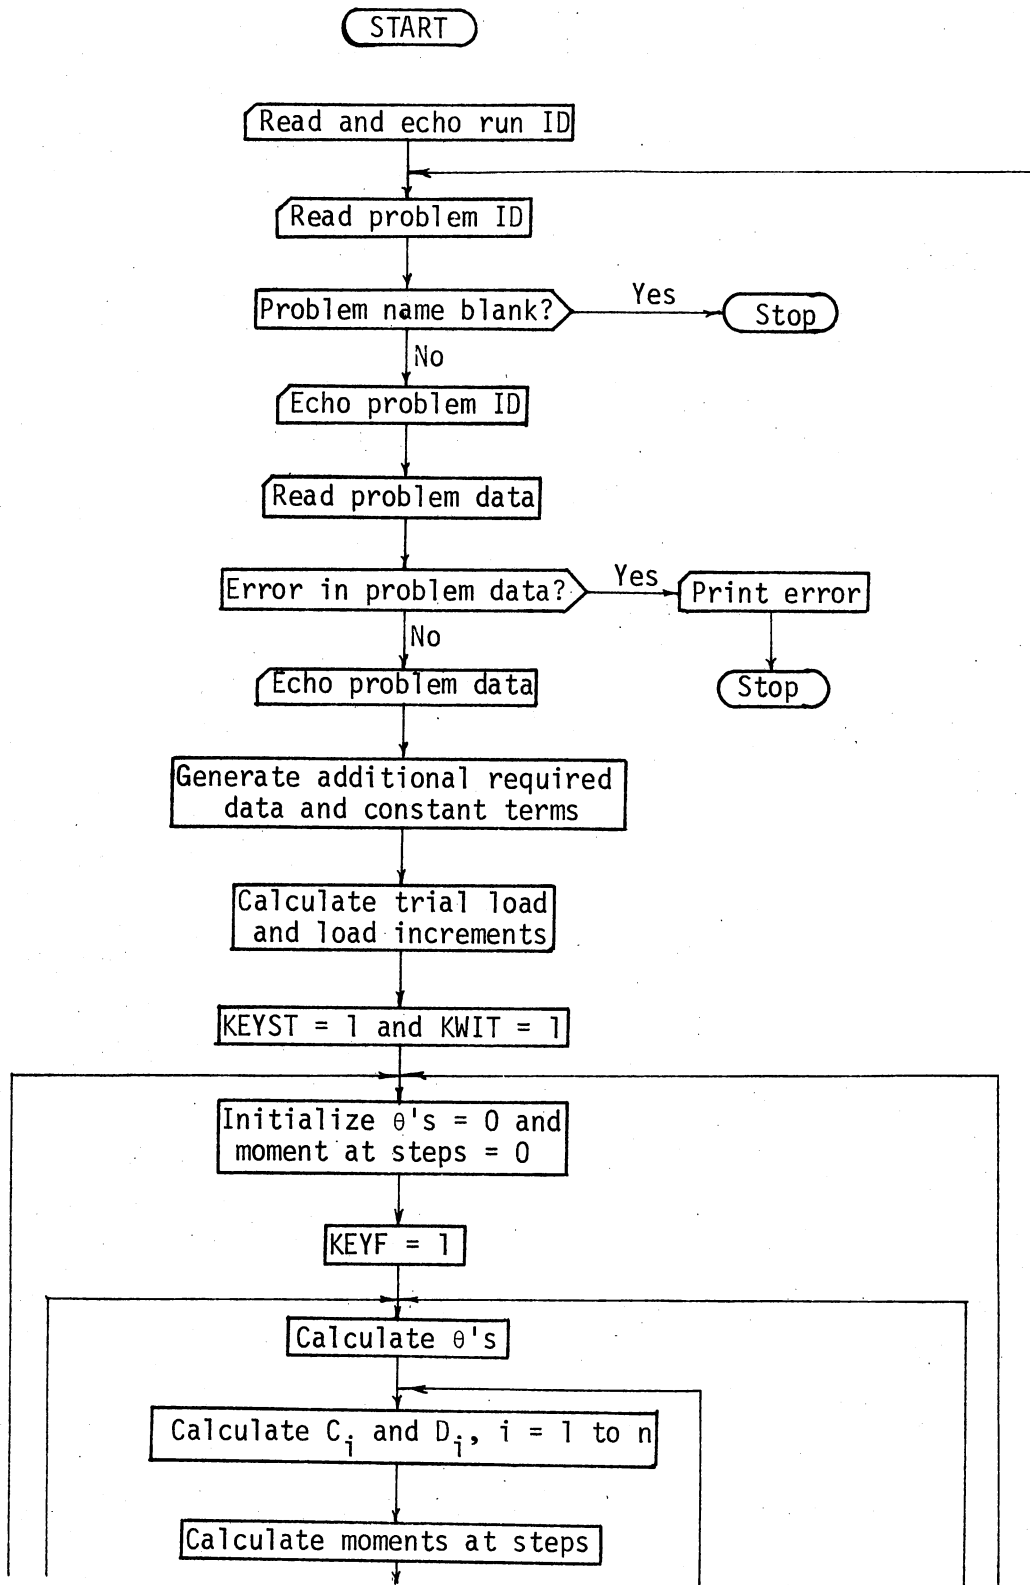 START
Read and echo run ID
Read problem ID
Problem name blank?
Yes
Stop
No
Echo problem ID
Read problem data
Error in problem data?
Yes
Print error
No
Echo problem data
Stop
Generate additional required
data and constant terms
Calculate trial load
and load increments
KEYST = 1 and KWIT = 1
Initialize θ's = 0 and
moment at steps = 0
KEYF = 1
Calculate θ's
Calculate Cᵢ and Dᵢ, i = 1 to n
Calculate moments at steps